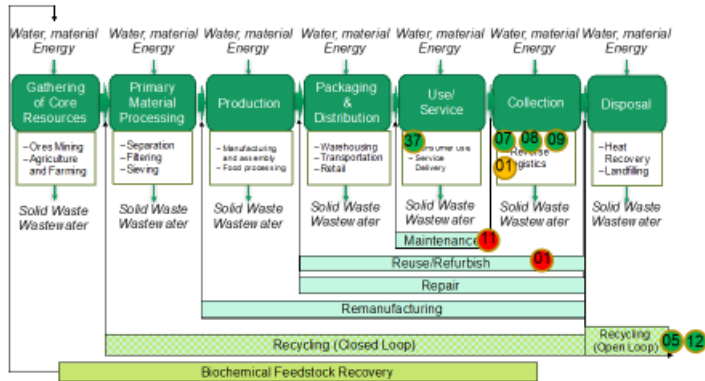 Water, material
Energy
Water, material
Energy
Water, material
Energy
Water, material
Energy
Water, material
Energy
Water, material
Energy
Water, material
Energy
Gathering
of Core
Resources
Primary
Material
Processing
Production
Packaging
&
Distribution
Use/
Service
Collection
Disposal
–Ores Mining
–Agriculture
and Farming
–Separation
–Filtering
–Sieving
– Manufacturing
and assembly
– Food processing
–Warehousing
–Transportation
–Retail
37
Use
– Service
Delivery
07
08
09
01
–Heat
Recovery
–Landfilling
Solid Waste
Wastewater
Solid Waste
Wastewater
Solid Waste
Wastewater
Solid Waste
Wastewater
Solid Waste
Wastewater
Solid Waste
Wastewater
Solid Waste
Wastewater
Maintenance
11
Reuse/Refurbish
01
Repair
Remanufacturing
Recycling (Closed Loop)
Recycling
(Open Loop)
05
12
Biochemical Feedstock Recovery